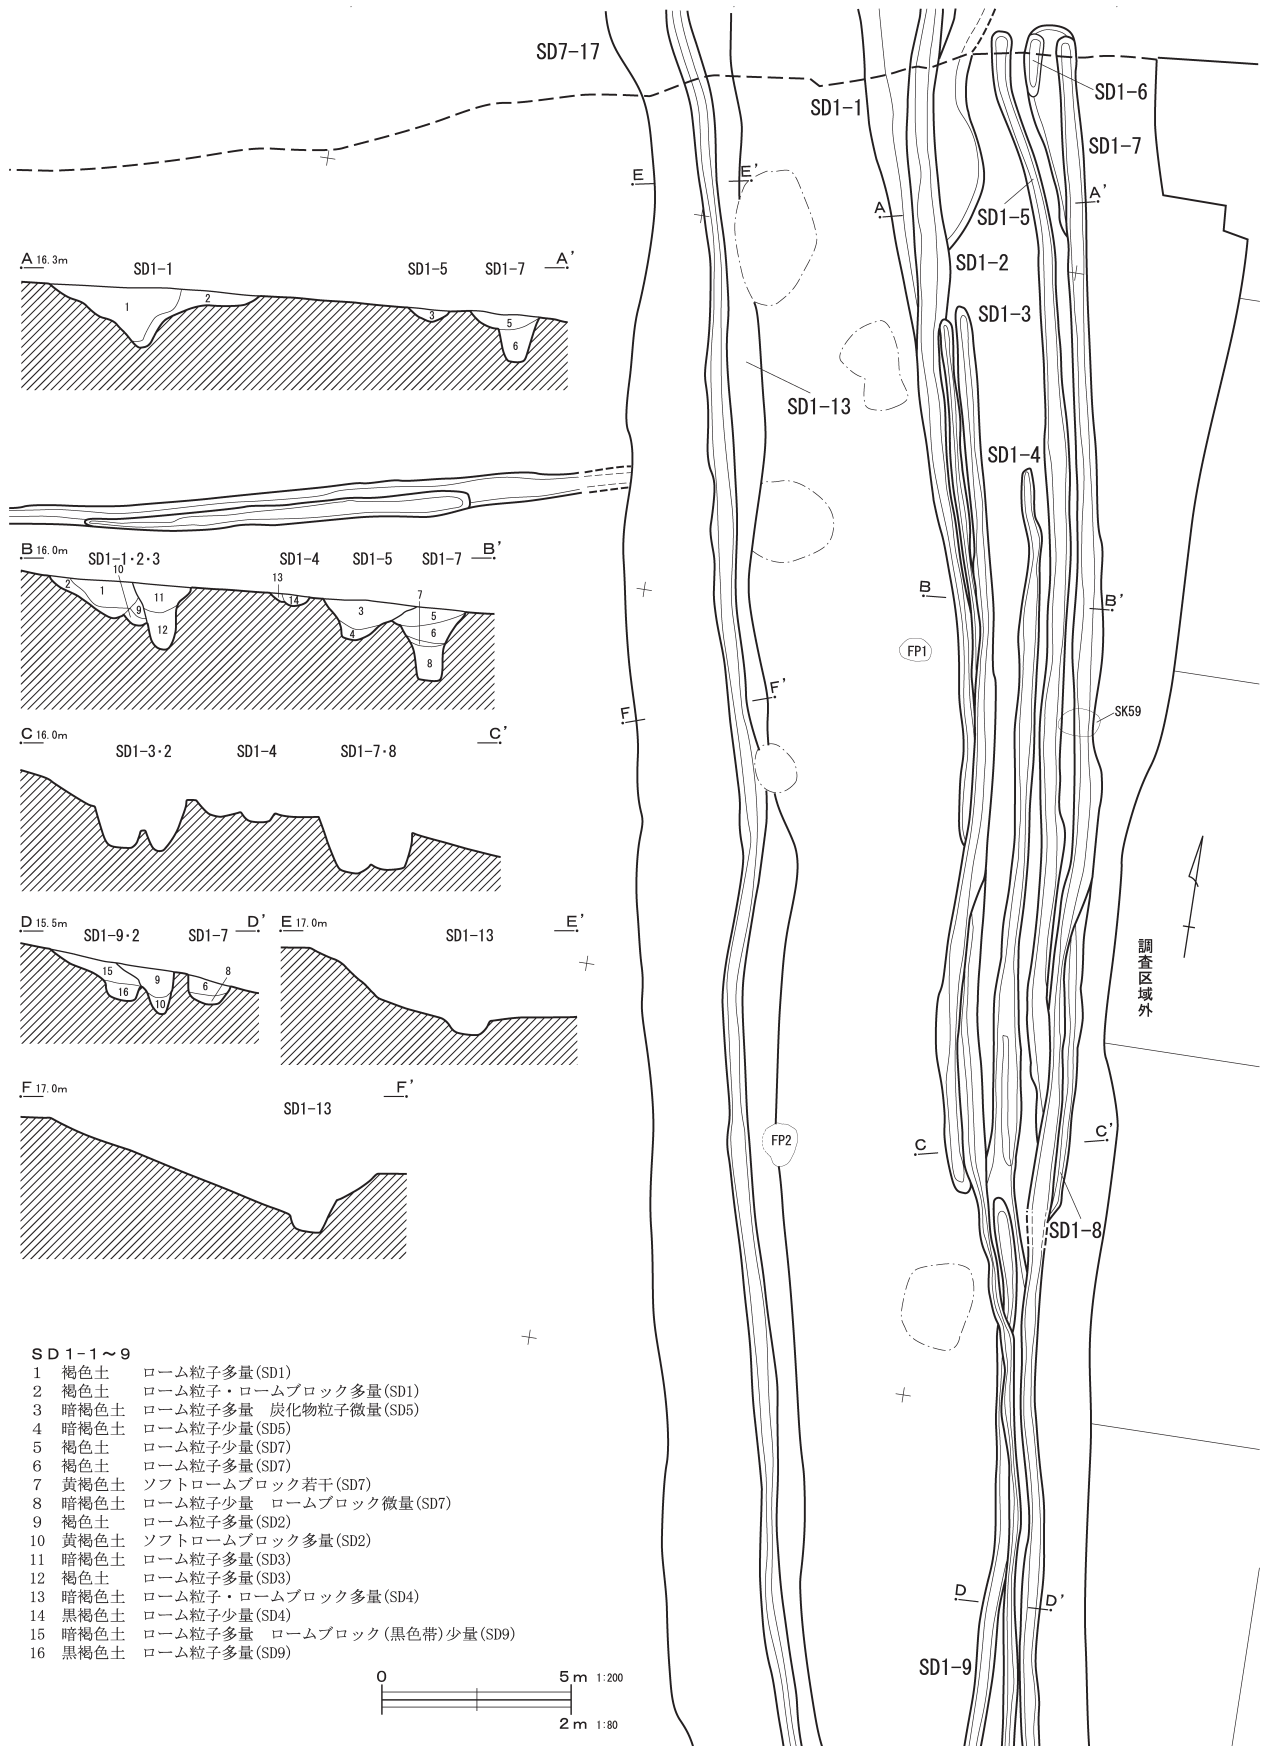 SD7-17
SD1-1
SD1-6
SD1-7
E
E'
A
A'
SD1-5
SD1-2
SD1-3
SD1-13
SD1-4
A 16.3m
SD1-1
SD1-5
SD1-7
A'
1
2
3
5
6
B 16.0m
SD1-1・2・3
SD1-4
SD1-5
SD1-7
B'
2
1
10
9
11
12
13
14
3
4
7
5
6
8
B
B'
FP1
F
F'
SK59
C 16.0m
SD1-3・2
SD1-4
SD1-7・8
C'
D 15.5m
SD1-9・2
SD1-7
D'
15
16
9
10
6
8
E 17.0m
SD1-13
E'
調査区域外
F 17.0m
SD1-13
F'
FP2
C
C'
SD1-8
D
D'
SD1-9
SD1-1~9
1 褐色土 ローム粒子多量(SD1)
2 褐色土 ローム粒子・ロームブロック多量(SD1)
3 暗褐色土 ローム粒子多量 炭化物粒子微量(SD5)
4 暗褐色土 ローム粒子少量(SD5)
5 褐色土 ローム粒子少量(SD7)
6 褐色土 ローム粒子多量(SD7)
7 黄褐色土 ソフトロームブロック若干(SD7)
8 暗褐色土 ローム粒子少量 ロームブロック微量(SD7)
9 褐色土 ローム粒子多量(SD2)
10 黄褐色土 ソフトロームブロック多量(SD2)
11 暗褐色土 ローム粒子多量(SD3)
12 褐色土 ローム粒子多量(SD3)
13 暗褐色土 ローム粒子・ロームブロック多量(SD4)
14 黒褐色土 ローム粒子少量(SD4)
15 暗褐色土 ローム粒子多量 ロームブロック(黒色帯)少量(SD9)
16 黒褐色土 ローム粒子多量(SD9)
0 5m 1:200
2m 1:80